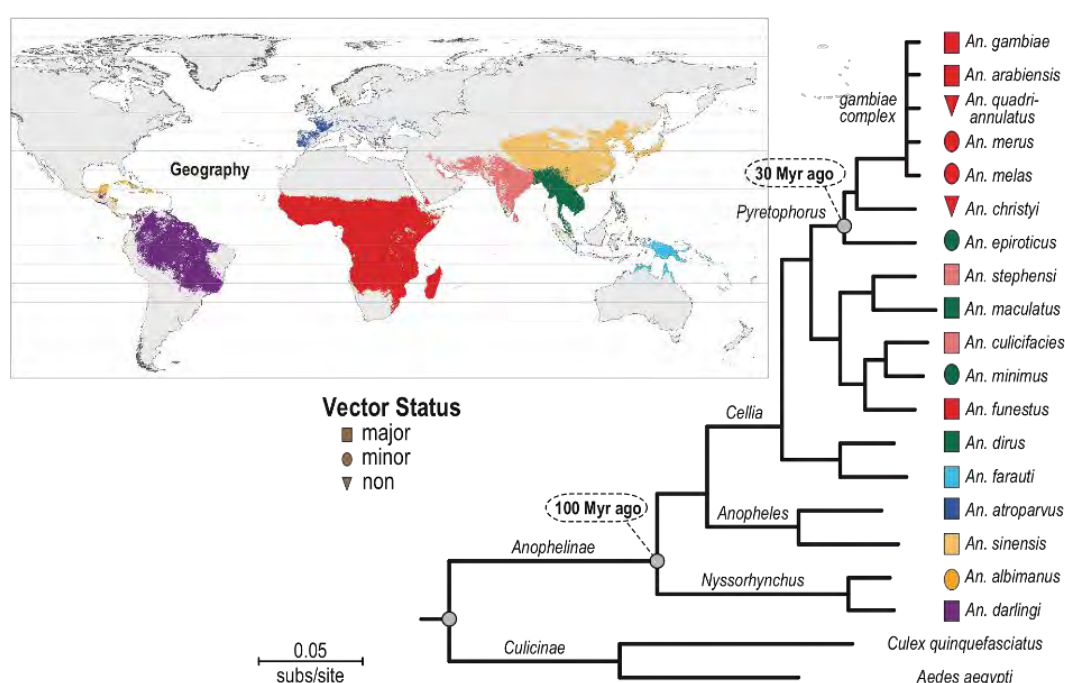 Geography
Vector Status
major
minor
non
0.05
subs/site
gambiae
complex
30 Myr ago
Pyretophorus
Cellia
100 Myr ago
Anopheles
Anophelinae
Nyssorhynchus
Culicinae
An. gambiae
An. arabiensis
An. quadri-
annulatus
An. merus
An. melas
An. christyi
An. epiroticus
An. stephensi
An. maculatus
An. culicifacies
An. minimus
An. funestus
An. dirus
An. farauti
An. atroparvus
An. sinensis
An. albimanus
An. darlingi
Culex quinquefasciatus
Aedes aegypti